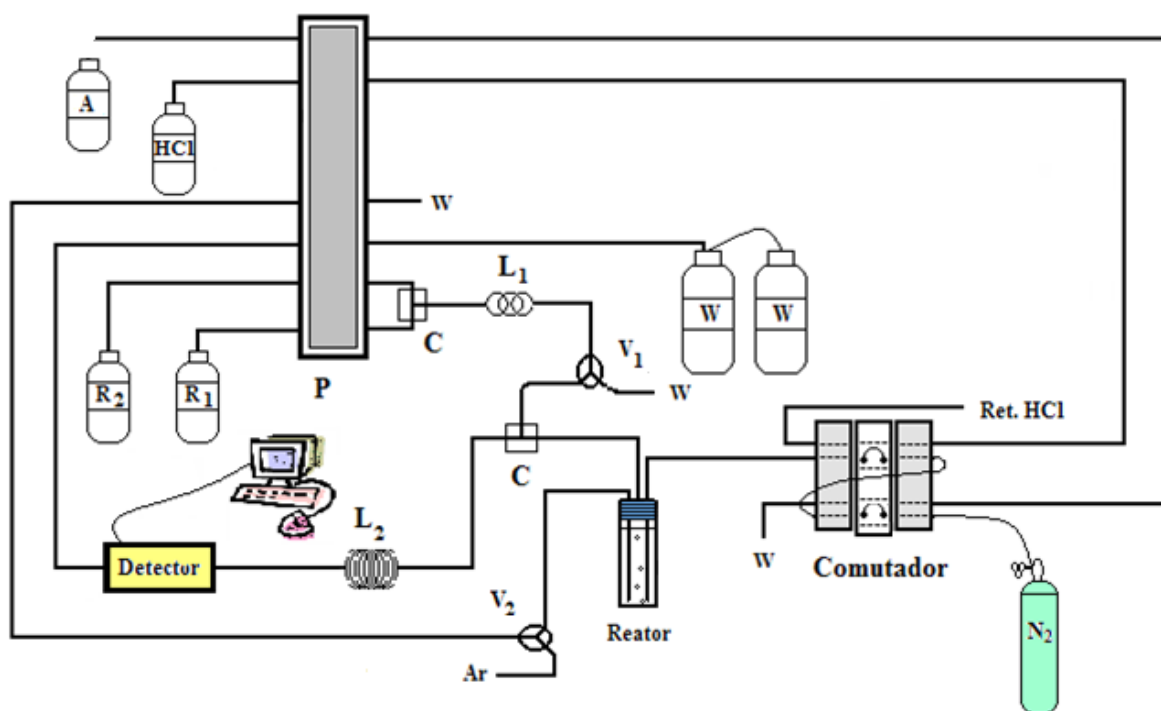 A
HCl
W
L1
W
W
C
V1
R2
R1
P
W
Ret. HCl
C
L2
Detector
W
Comutador
V2
Reator
N2
Ar